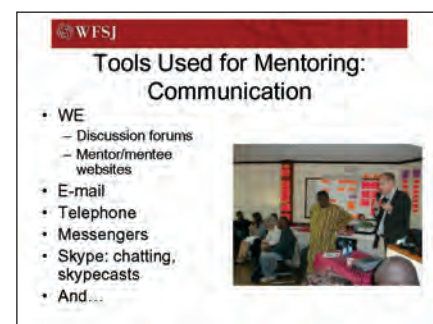 WFSJ
Tools Used for Mentoring:
Communication
• WE
– Discussion forums
– Mentor/mentee
websites
• E-mail
• Telephone
• Messengers
• Skype: chatting,
skypecasts
• And…